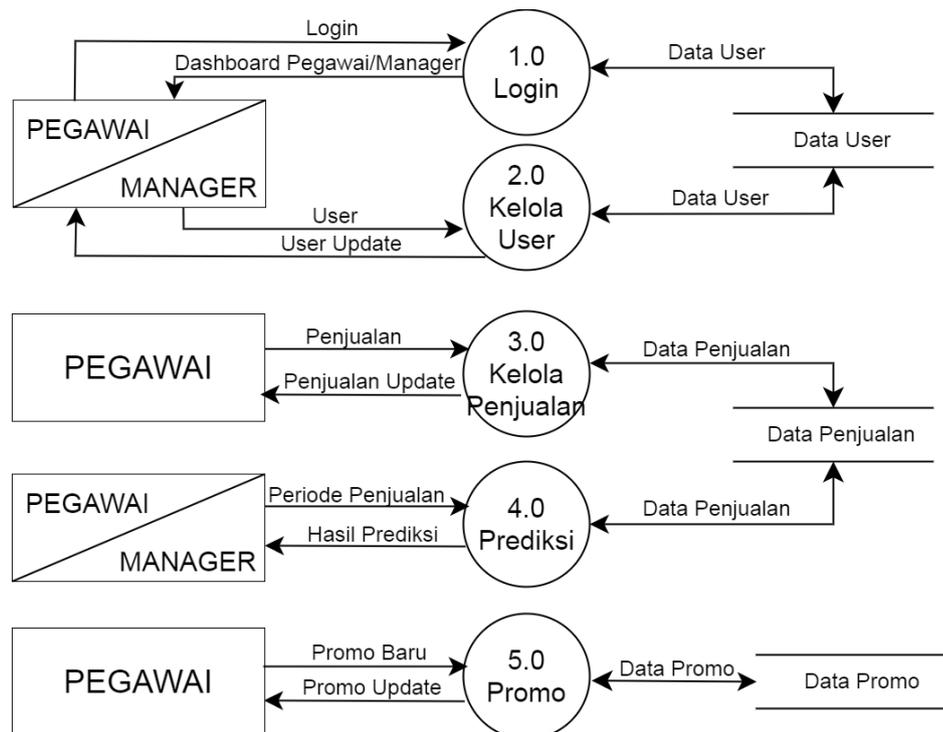 Login
Dashboard Pegawai/Manager
1.0
Login
Data User
PEGAWAI
MANAGER
Data User
2.0
Kelola
User
User
User Update
Data User
PEGAWAI
Penjualan
Penjualan Update
3.0
Kelola
Penjualan
Data Penjualan
Data Penjualan
PEGAWAI
MANAGER
Periode Penjualan
Hasil Prediksi
4.0
Prediksi
Data Penjualan
PEGAWAI
Promo Baru
Promo Update
5.0
Promo
Data Promo
Data Promo